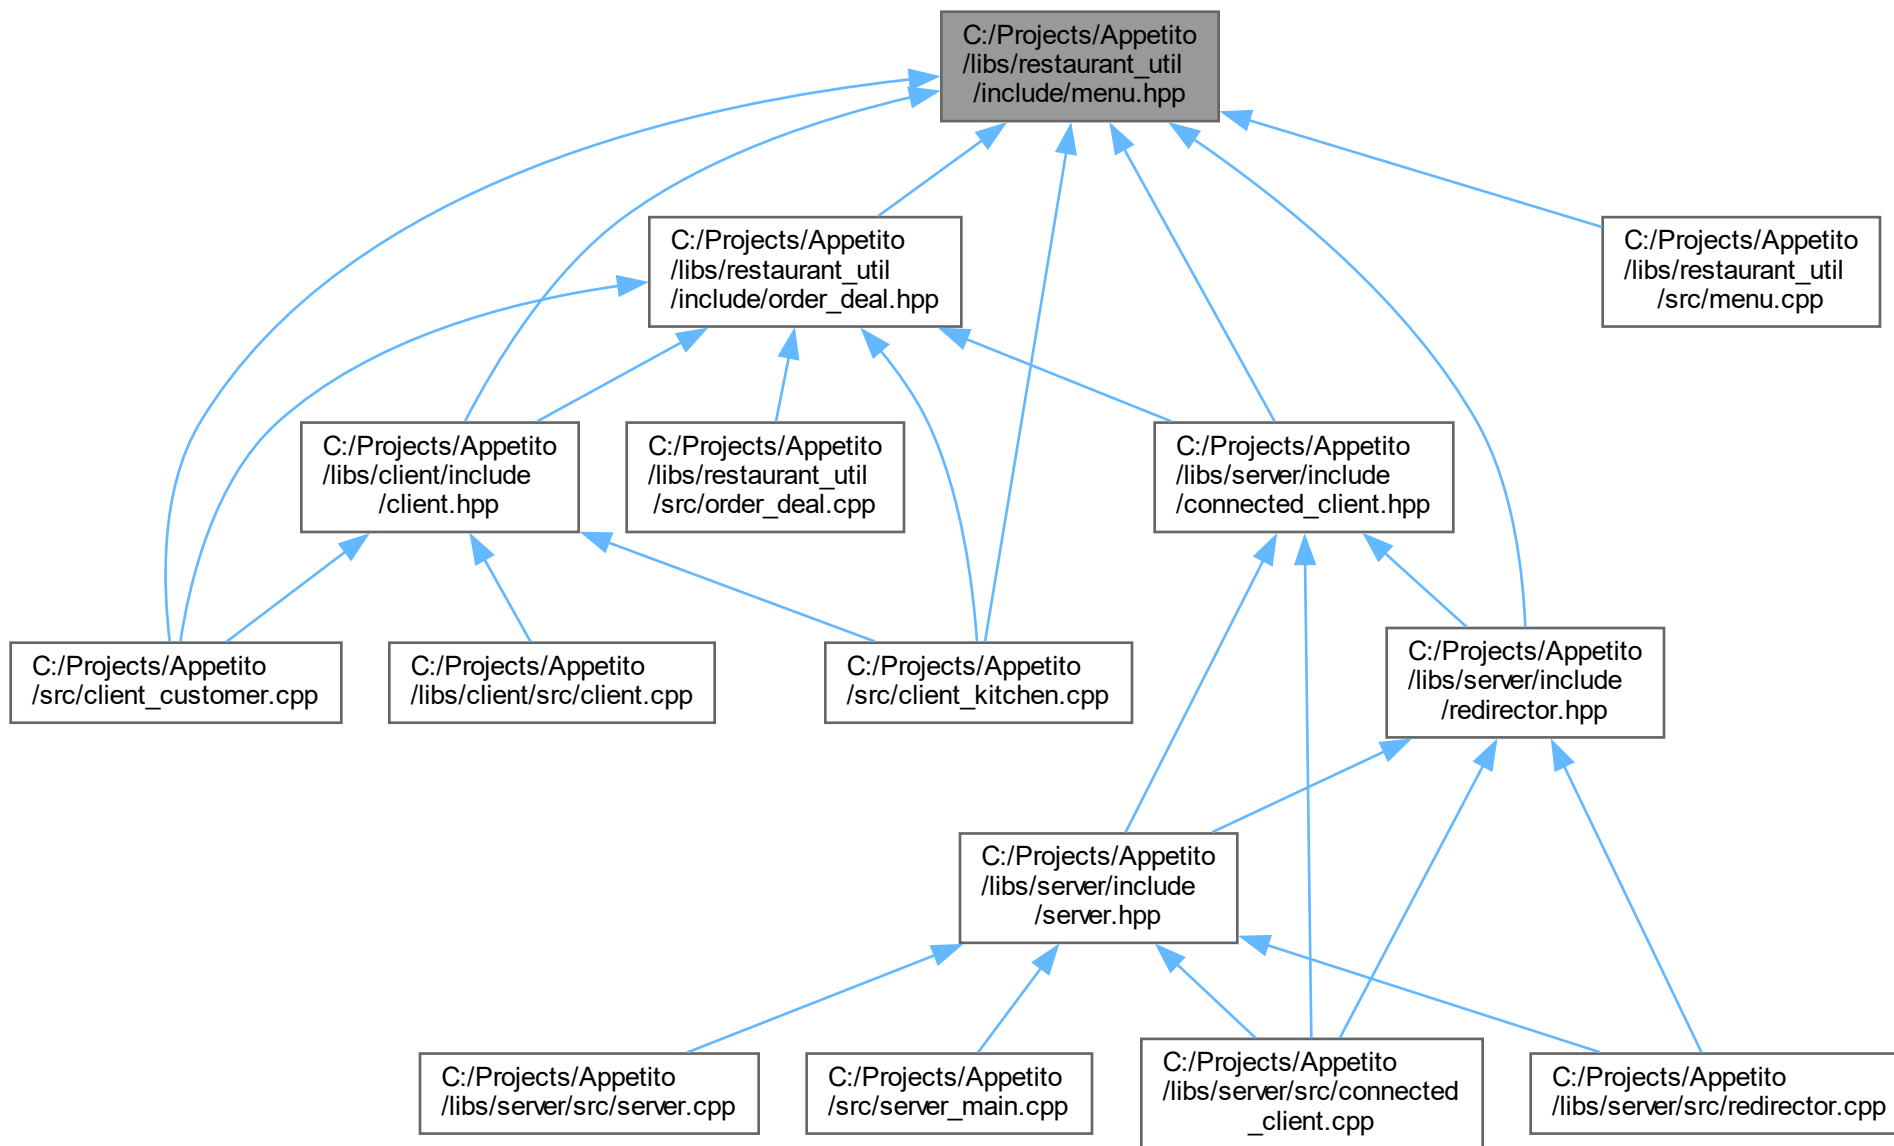 C:/Projects/Appetito
/libs/restaurant_util
/include/menu.hpp
C:/Projects/Appetito
/libs/restaurant_util
/include/order_deal.hpp
C:/Projects/Appetito
/libs/restaurant_util
/src/menu.cpp
C:/Projects/Appetito
/libs/client/include
/client.hpp
C:/Projects/Appetito
/libs/restaurant_util
/src/order_deal.cpp
C:/Projects/Appetito
/libs/server/include
/connected_client.hpp
C:/Projects/Appetito
/src/client_customer.cpp
C:/Projects/Appetito
/libs/client/src/client.cpp
C:/Projects/Appetito
/src/client_kitchen.cpp
C:/Projects/Appetito
/libs/server/include
/redirector.hpp
C:/Projects/Appetito
/libs/server/include
/server.hpp
C:/Projects/Appetito
/libs/server/src/server.cpp
C:/Projects/Appetito
/src/server_main.cpp
C:/Projects/Appetito
/libs/server/src/connected
_client.cpp
C:/Projects/Appetito
/libs/server/src/redirector.cpp